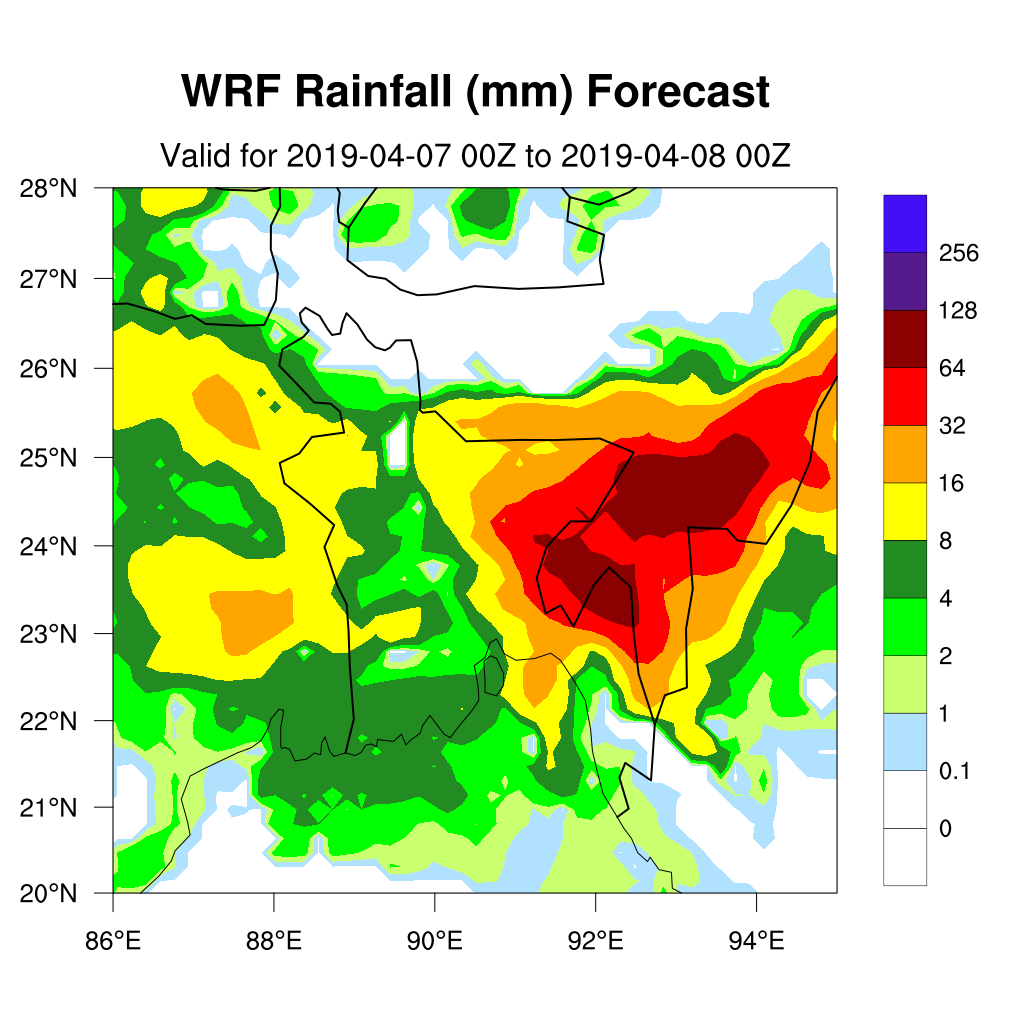 WRF Rainfall (mm) Forecast
Valid for 2019-04-07 00Z to 2019-04-08 00Z
28°N
27°N
26°N
25°N
24°N
23°N
22°N
21°N
20°N
86°E 88°E 90°E 92°E 94°E
256
128
64
32
16
8
4
2
1
0.1
0